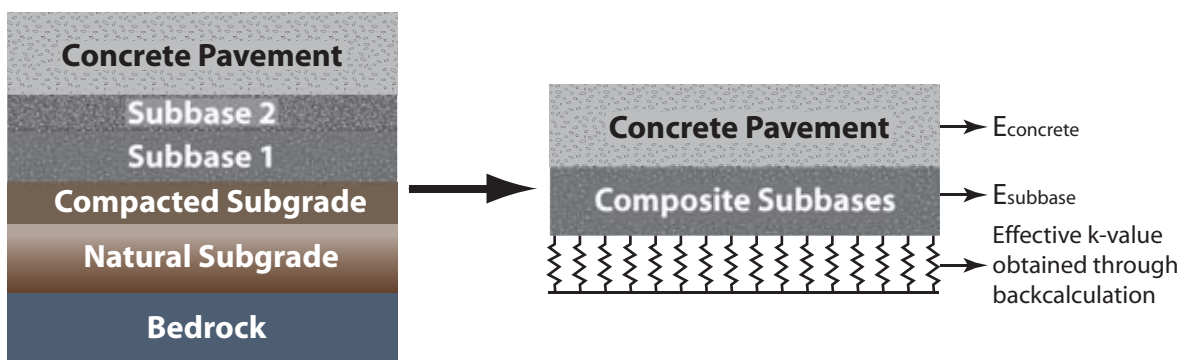 Concrete Pavement
Subbase 2
Subbase 1
Compacted Subgrade
Natural Subgrade
Bedrock
Concrete Pavement
Composite Subbases
Econcrete
Esubbase
Effective k-value
obtained through
backcalculation